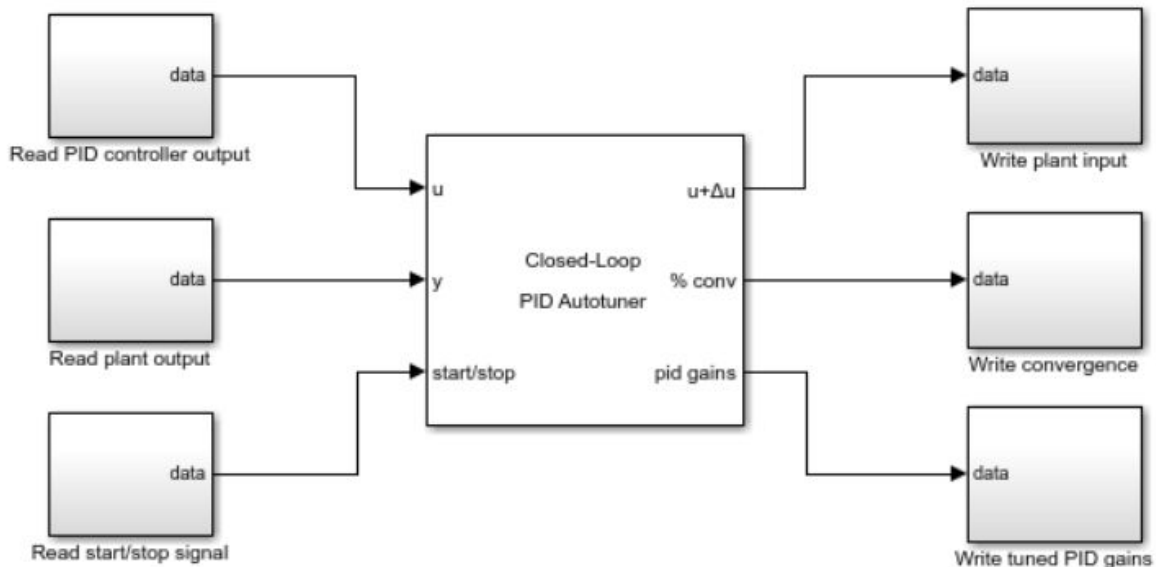 data
Read PID controller output
data
Read plant output
data
Read start/stop signal
u
y
start/stop
Closed-Loop
PID Autotuner
u+Δu
% conv
pid gains
data
Write plant input
data
Write convergence
data
Write tuned PID gains